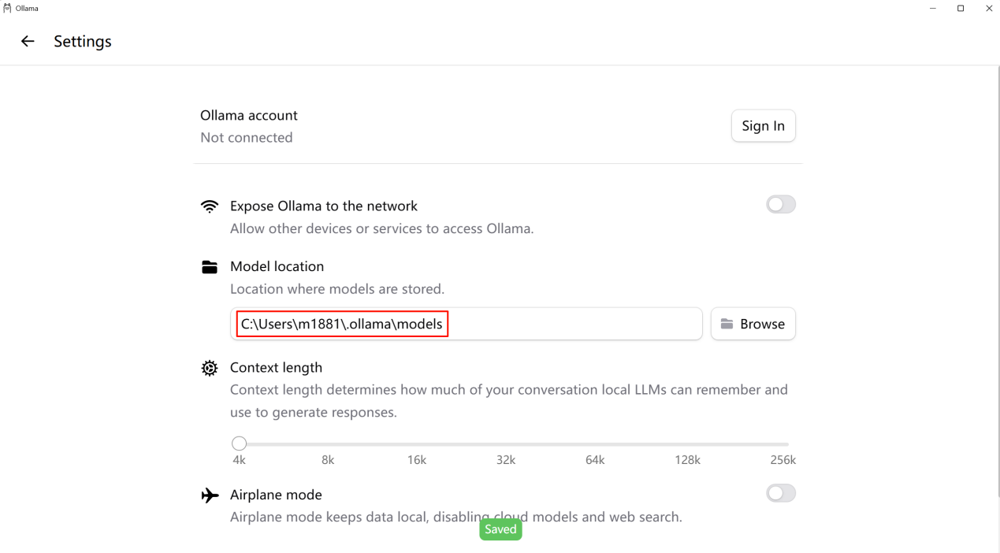 Ollama
Settings
Ollama account
Not connected
Sign In
Expose Ollama to the network
Allow other devices or services to access Ollama.
Model location
Location where models are stored.
C:\Users\m1881\.ollama\models
Browse
Context length
Context length determines how much of your conversation local LLMs can remember and
use to generate responses.
4k 8k 16k 32k 64k 128k 256k
Airplane mode
Airplane mode keeps data local, disabling cloud models and web search.
Saved